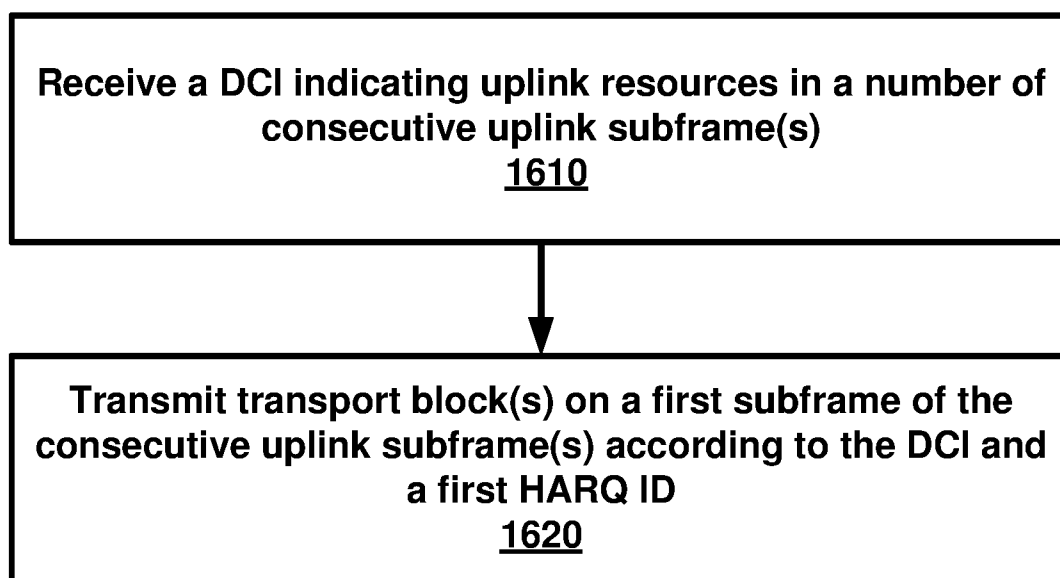 Receive a DCI indicating uplink resources in a number of
consecutive uplink subframe(s)
1610
Transmit transport block(s) on a first subframe of the
consecutive uplink subframe(s) according to the DCI and
a first HARQ ID
1620